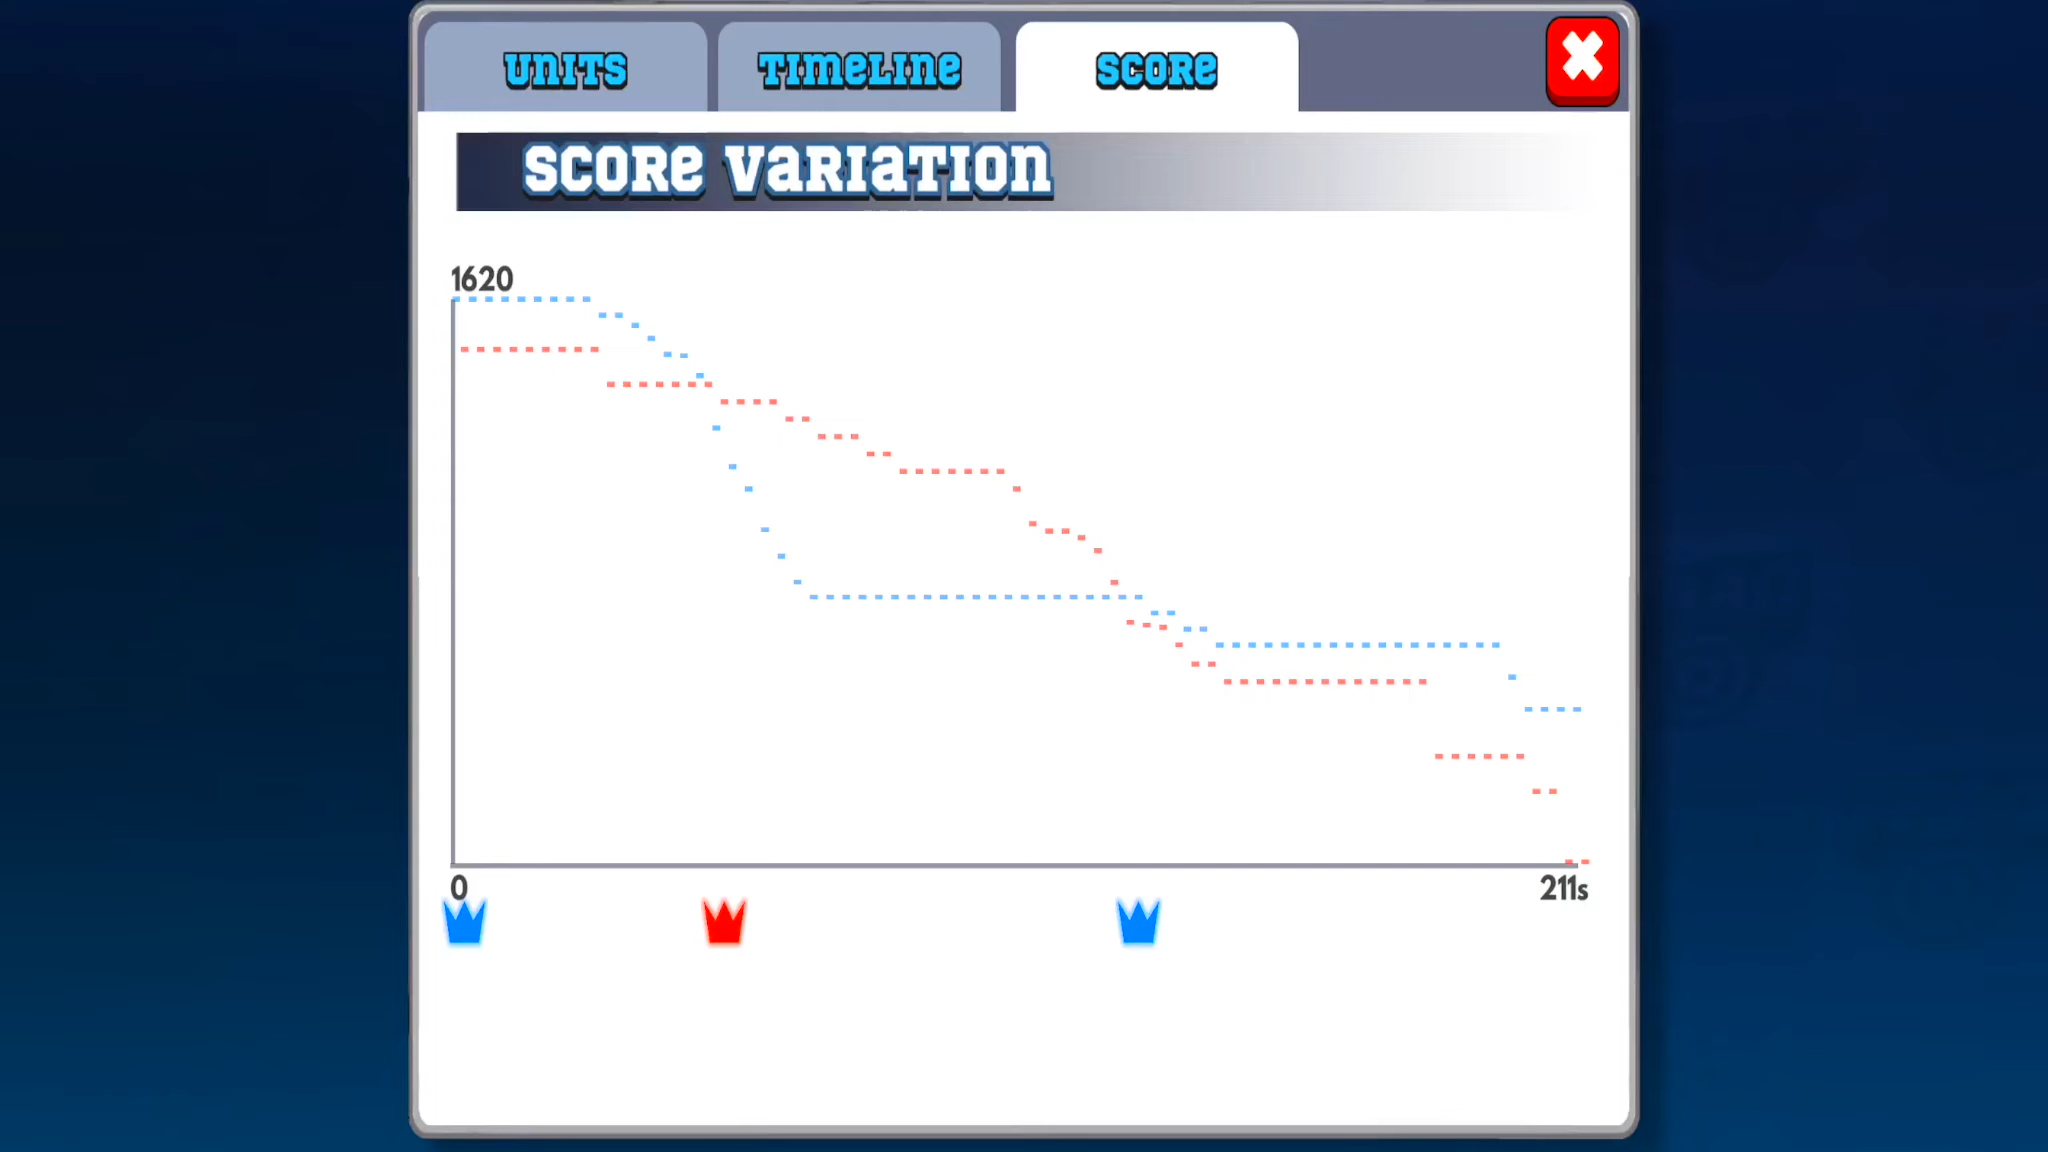 UNITS
TIMELINE
SCORE
SCORE VARIATION
1620
0
211s